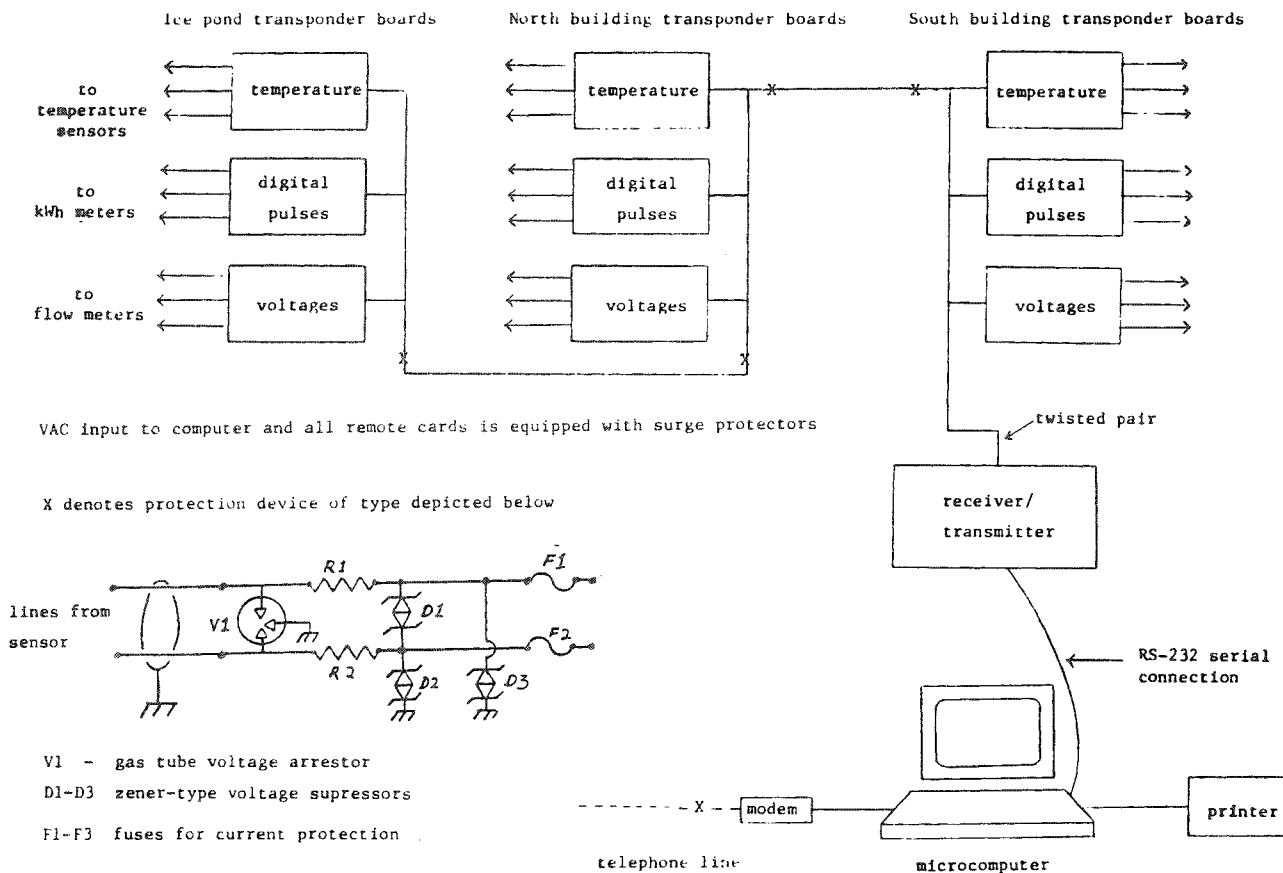 Ice pond transponder boards
North building transponder boards
South building transponder boards
to
temperature
sensors
temperature
temperature
temperature
to
kWh meters
digital
pulses
digital
pulses
digital
pulses
to
flow meters
voltages
voltages
voltages
X
X
X
X
VAC input to computer and all remote cards is equipped with surge protectors
twisted pair
X denotes protection device of type depicted below
receiver/
transmitter
lines from
sensor
V1
R1
R2
D1
D2
D3
F1
F2
RS-232 serial
connection
V1 - gas tube voltage arrestor
D1-D3 zener-type voltage supressors
F1-F3 fuses for current protection
X
modem
printer
telephone line
microcomputer